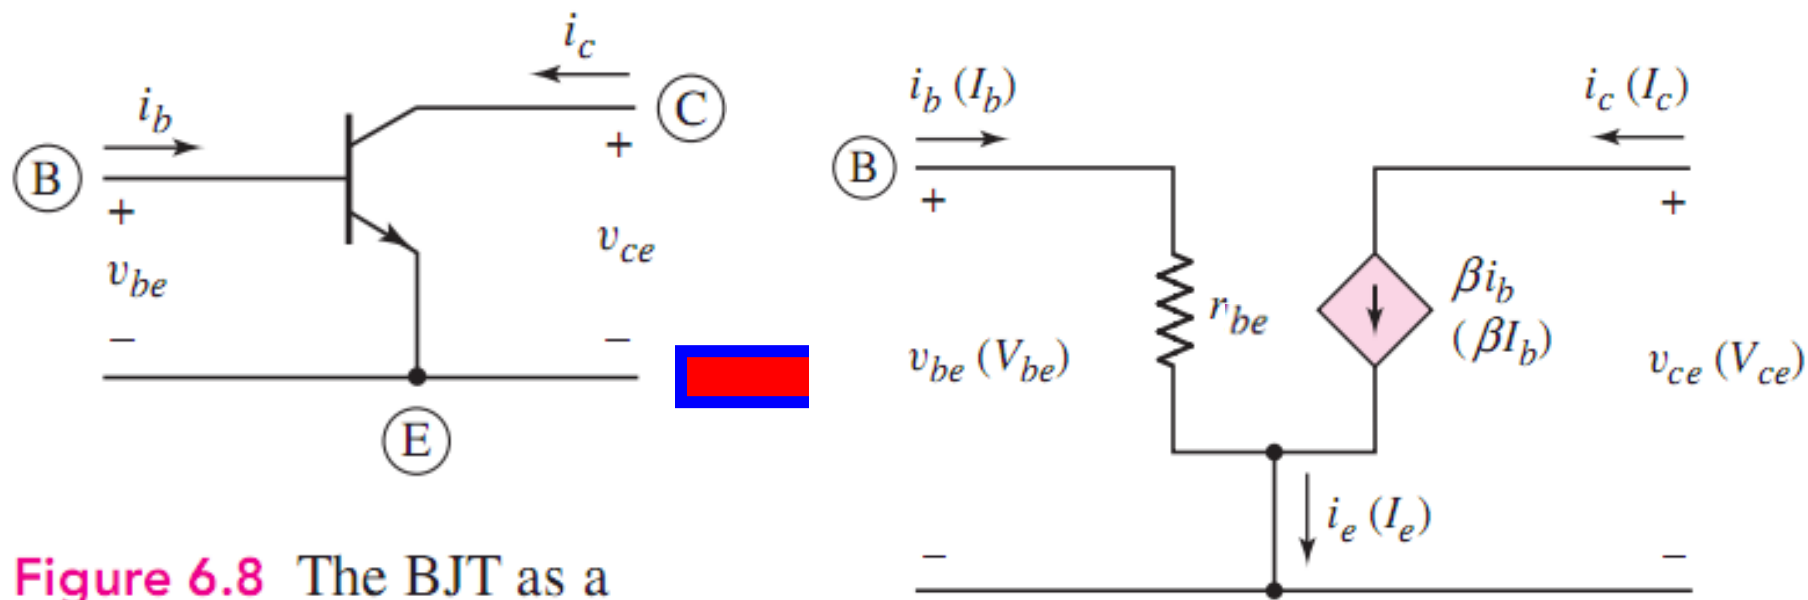 i_c
i_b
B
C
+
+
v_be
v_ce
−
−
E
Figure 6.8 The BJT as a
i_b (I_b)
i_c (I_c)
B
+
+
r_be
βi_b
(βI_b)
v_be (V_be)
v_ce (V_ce)
i_e (I_e)
−
−